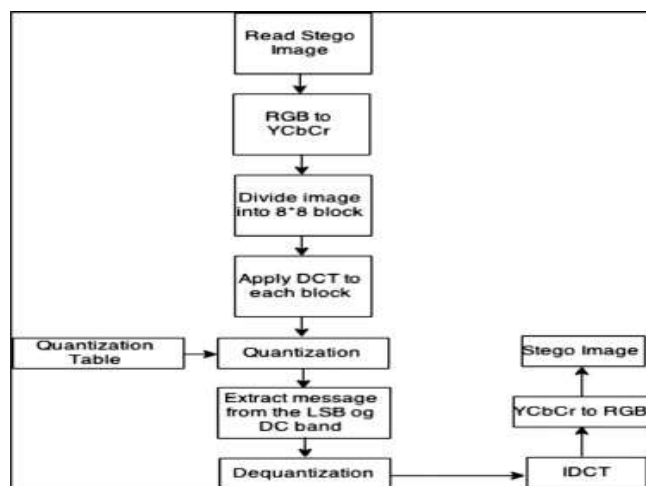 Read Stego
Image
RGB to
YCbCr
Divide image
into 8*8 block
Apply DCT to
each block
Quantization
Table
Quantization
Extract message
from the LSB og
DC band
Dequantization
IDCT
YCbCr to RGB
Stego Image